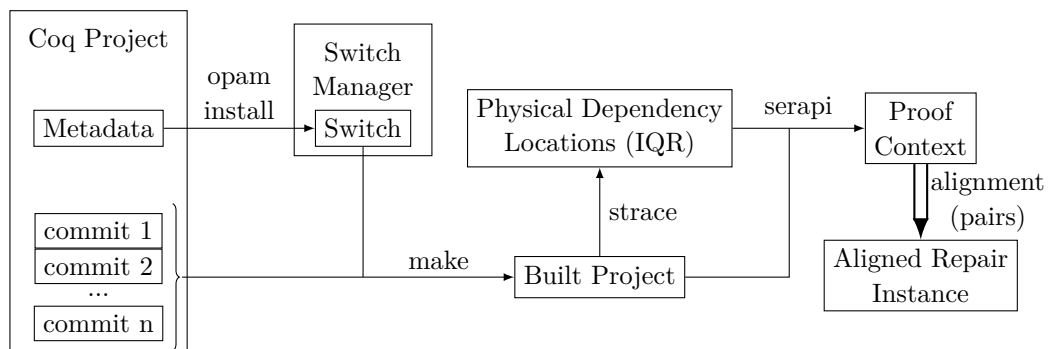 Coq Project
Metadata
commit 1
commit 2
...
commit n
opam
install
Switch
Manager
Switch
make
Physical Dependency
Locations (IQR)
strace
Built Project
serapi
Proof
Context
alignment
(pairs)
Aligned Repair
Instance